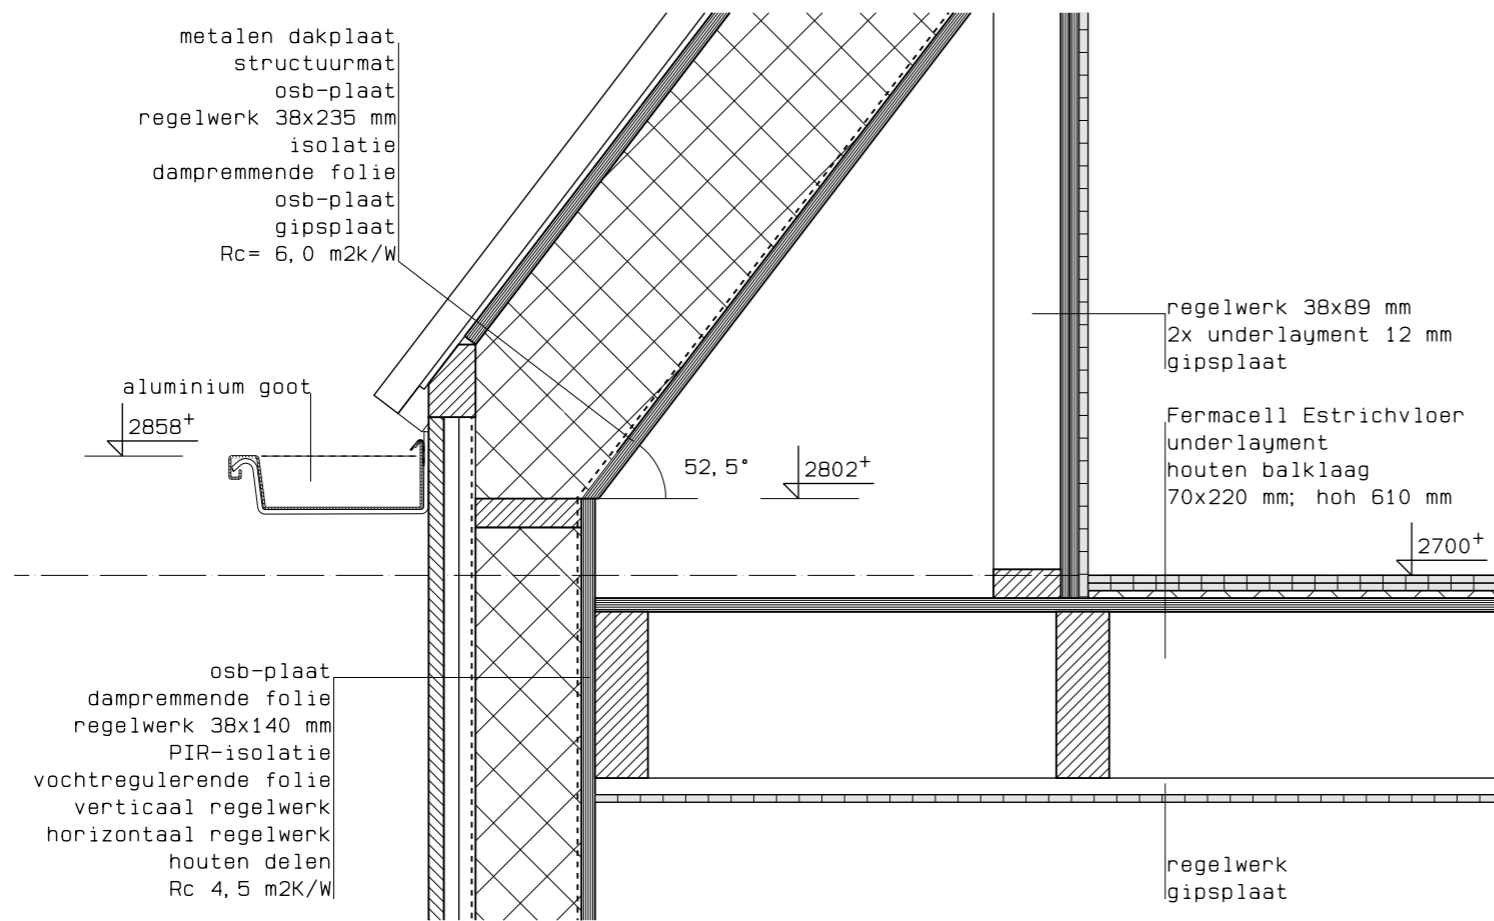 metalen dakplaat
structuurmat
osb-plaat
regelwerk 38x235 mm
isolatie
dampremmende folie
osb-plaat
gipsplaat
Rc= 6,0 m2k/W
regelwerk 38x89 mm
2x underlayment 12 mm
gipsplaat
aluminium goot
2858+
Fermacell Estrichvloer
underlayment
houten balklaag
70x220 mm; hoh 610 mm
52,5°
2802+
2700+
osb-plaat
dampremmende folie
regelwerk 38x140 mm
PIR-isolatie
vochtregulerende folie
verticaal regelwerk
horizontaal regelwerk
houten delen
Rc 4,5 m2K/W
regelwerk
gipsplaat